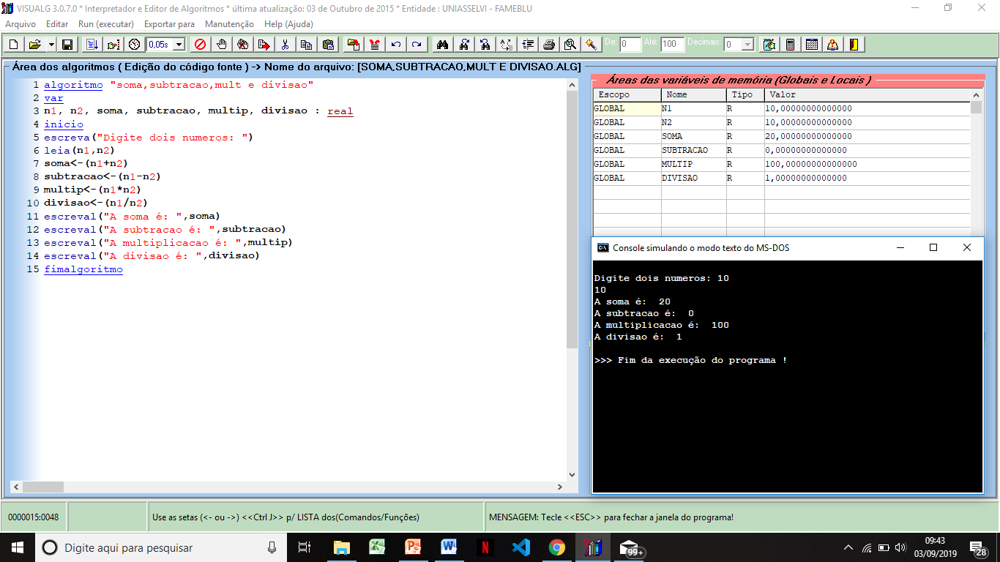 VISUALG 3.0.7.0 * Interpretador e Editor de Algoritmos * última atualização: 03 de Outubro de 2015 * Entidade : UNIASSELVI - FAMEBLU
Arquivo Editar Run (executar) Exportar para Manutenção Help (Ajuda)
0,05s De: 0 Até: 100 Decimais: 0
Área dos algoritmos ( Edição do código fonte ) -> Nome do arquivo: [SOMA,SUBTRACAO,MULT E DIVISAO.ALG]
1 algoritmo "soma,subtracao,mult e divisao"
2 var
3 n1, n2, soma, subtracao, multip, divisao : real
4 inicio
5 escreva("Digite dois numeros: ")
6 leia(n1,n2)
7 soma<-(n1+n2)
8 subtracao<-(n1-n2)
9 multip<-(n1*n2)
10 divisao<-(n1/n2)
11 escreval("A soma é: ",soma)
12 escreval("A subtracao é: ",subtracao)
13 escreval("A multiplicacao é: ",multip)
14 escreval("A divisao é: ",divisao)
15 fimalgoritmo
Áreas das variáveis de memória (Globais e Locais )
Escopo Nome Tipo Valor
GLOBAL N1 R 10,00000000000000
GLOBAL N2 R 10,00000000000000
GLOBAL SOMA R 20,00000000000000
GLOBAL SUBTRACAO R 0,00000000000000
GLOBAL MULTIP R 100,00000000000000
GLOBAL DIVISAO R 1,00000000000000
Console simulando o modo texto do MS-DOS
Digite dois numeros: 10
10
A soma é: 20
A subtracao é: 0
A multiplicacao é: 100
A divisao é: 1
>>> Fim da execução do programa !
0000015:0048 Use as setas (<- ou ->) <<Ctrl J>> p/ LISTA dos(Comandos/Funções) MENSAGEM: Tecle <<ESC>> para fechar a janela do programa!
Digite aqui para pesquisar 99+ 09:43
03/09/2019 28